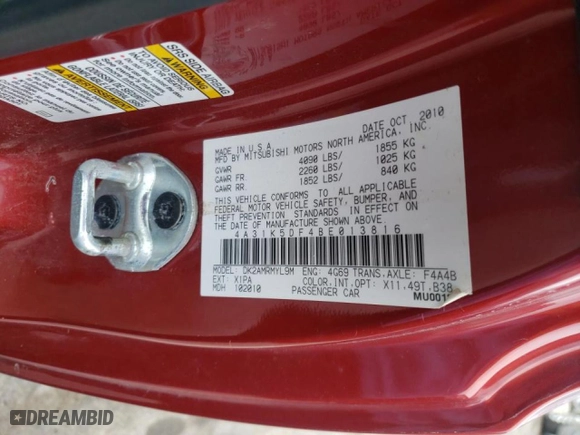 SRS SIDE AIRBAG
AVERTISSEMENT
DATE OCT 2010
MADE IN U.S.A.
MFD BY MITSUBISHI MOTORS NORTH AMERICA, INC.
GVWR 4090 LBS/ 1855 KG
GAWR FR. 2260 LBS/ 1025 KG
GAWR RR. 1852 LBS/ 840 KG
THIS VEHICLE CONFORMS TO ALL APPLICABLE
FEDERAL MOTOR VEHICLE SAFETY, BUMPER, AND
THEFT PREVENTION STANDARDS IN EFFECT ON
THE DATE OF MANUFACTURE SHOWN ABOVE.
4A31K5DF4BE013816
MODEL: DK2AMRMYL9M ENG: 4G69 TRANS.AXLE: F4A4B
EXT: X1PA COLOR.INT.OPT: X11.49T.B38
MDH 102010 PASSENGER CAR
MU001
DREAMBID